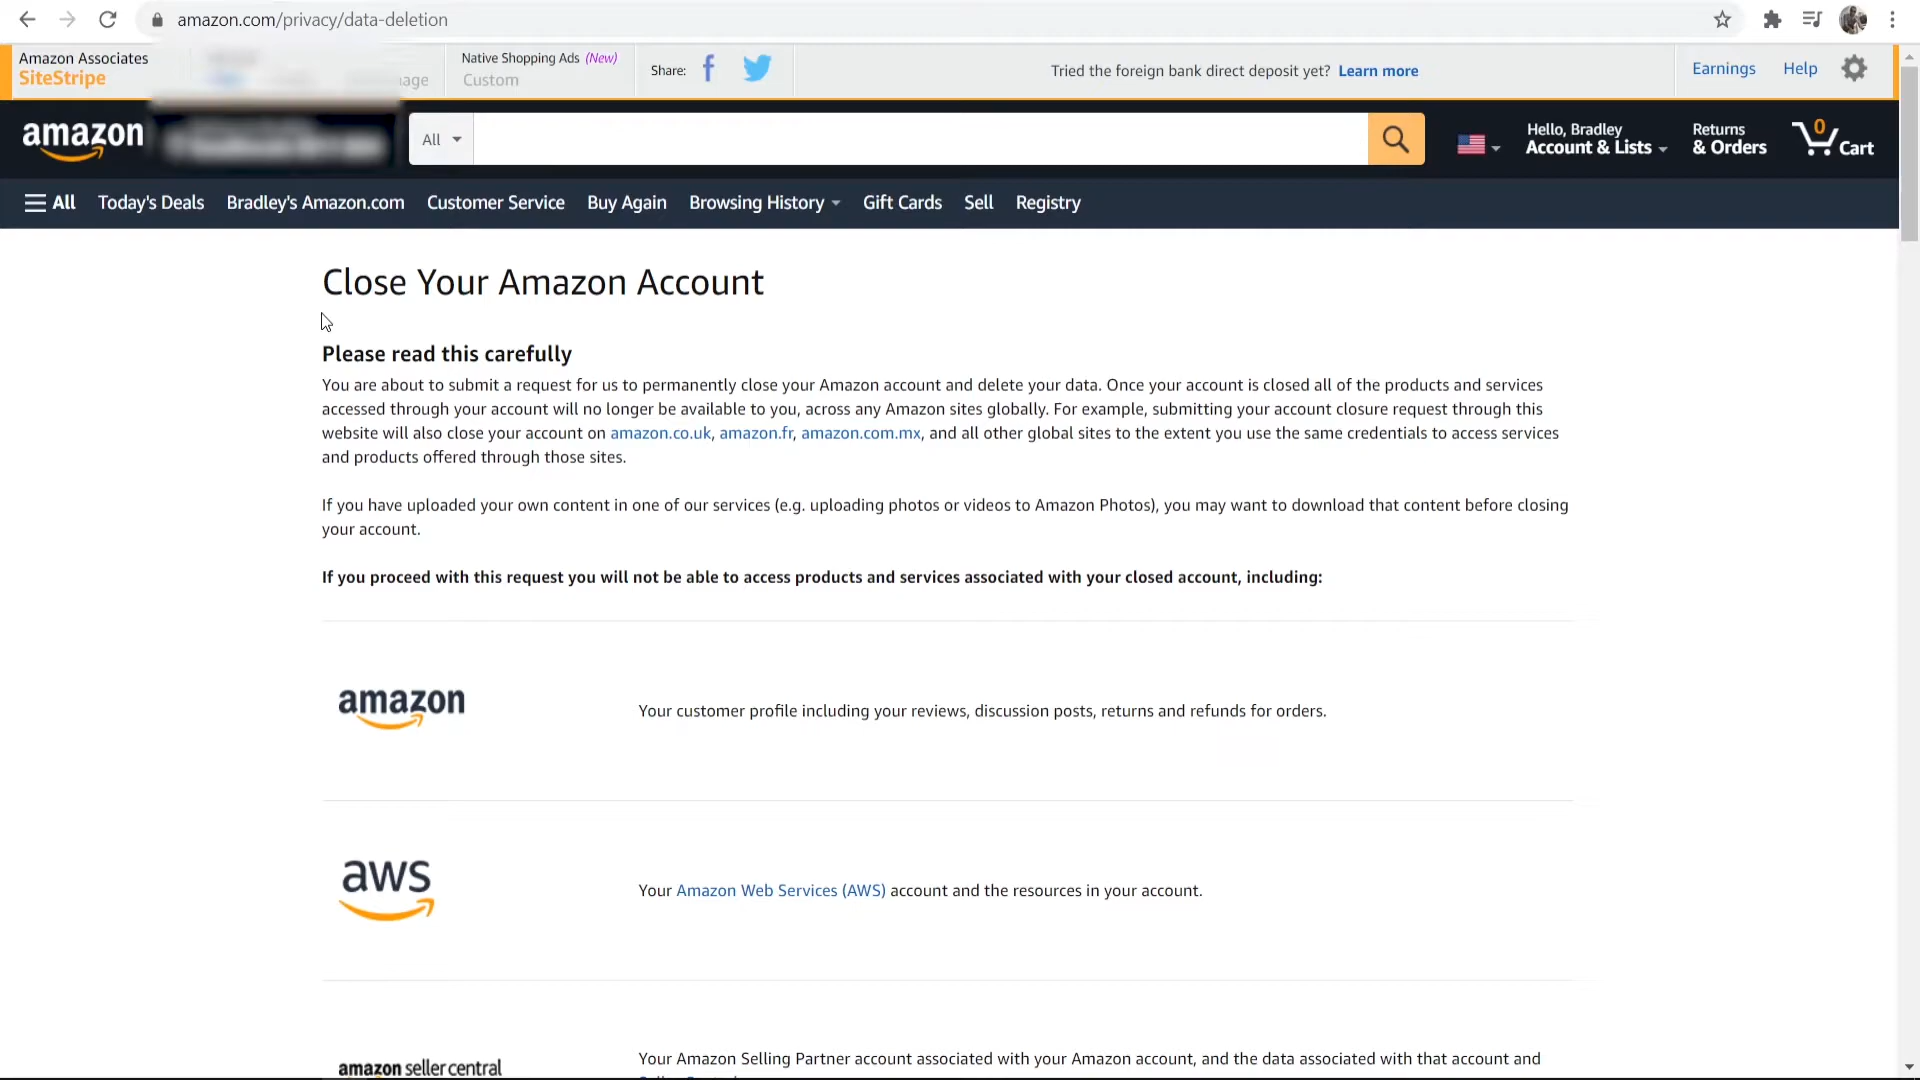 amazon.com/privacy/data-deletion
Amazon Associates
SiteStripe
Native Shopping Ads (New)
Custom
Share:
Tried the foreign bank direct deposit yet? Learn more
Earnings
Help
amazon
All
Hello, Bradley
Account & Lists
Returns
& Orders
0
Cart
All
Today's Deals
Bradley's Amazon.com
Customer Service
Buy Again
Browsing History
Gift Cards
Sell
Registry
Close Your Amazon Account
Please read this carefully
You are about to submit a request for us to permanently close your Amazon account and delete your data. Once your account is closed all of the products and services
accessed through your account will no longer be available to you, across any Amazon sites globally. For example, submitting your account closure request through this
website will also close your account on amazon.co.uk, amazon.fr, amazon.com.mx, and all other global sites to the extent you use the same credentials to access services
and products offered through those sites.
If you have uploaded your own content in one of our services (e.g. uploading photos or videos to Amazon Photos), you may want to download that content before closing
your account.
If you proceed with this request you will not be able to access products and services associated with your closed account, including:
amazon
Your customer profile including your reviews, discussion posts, returns and refunds for orders.
aws
Your Amazon Web Services (AWS) account and the resources in your account.
amazon seller central
Your Amazon Selling Partner account associated with your Amazon account, and the data associated with that account and